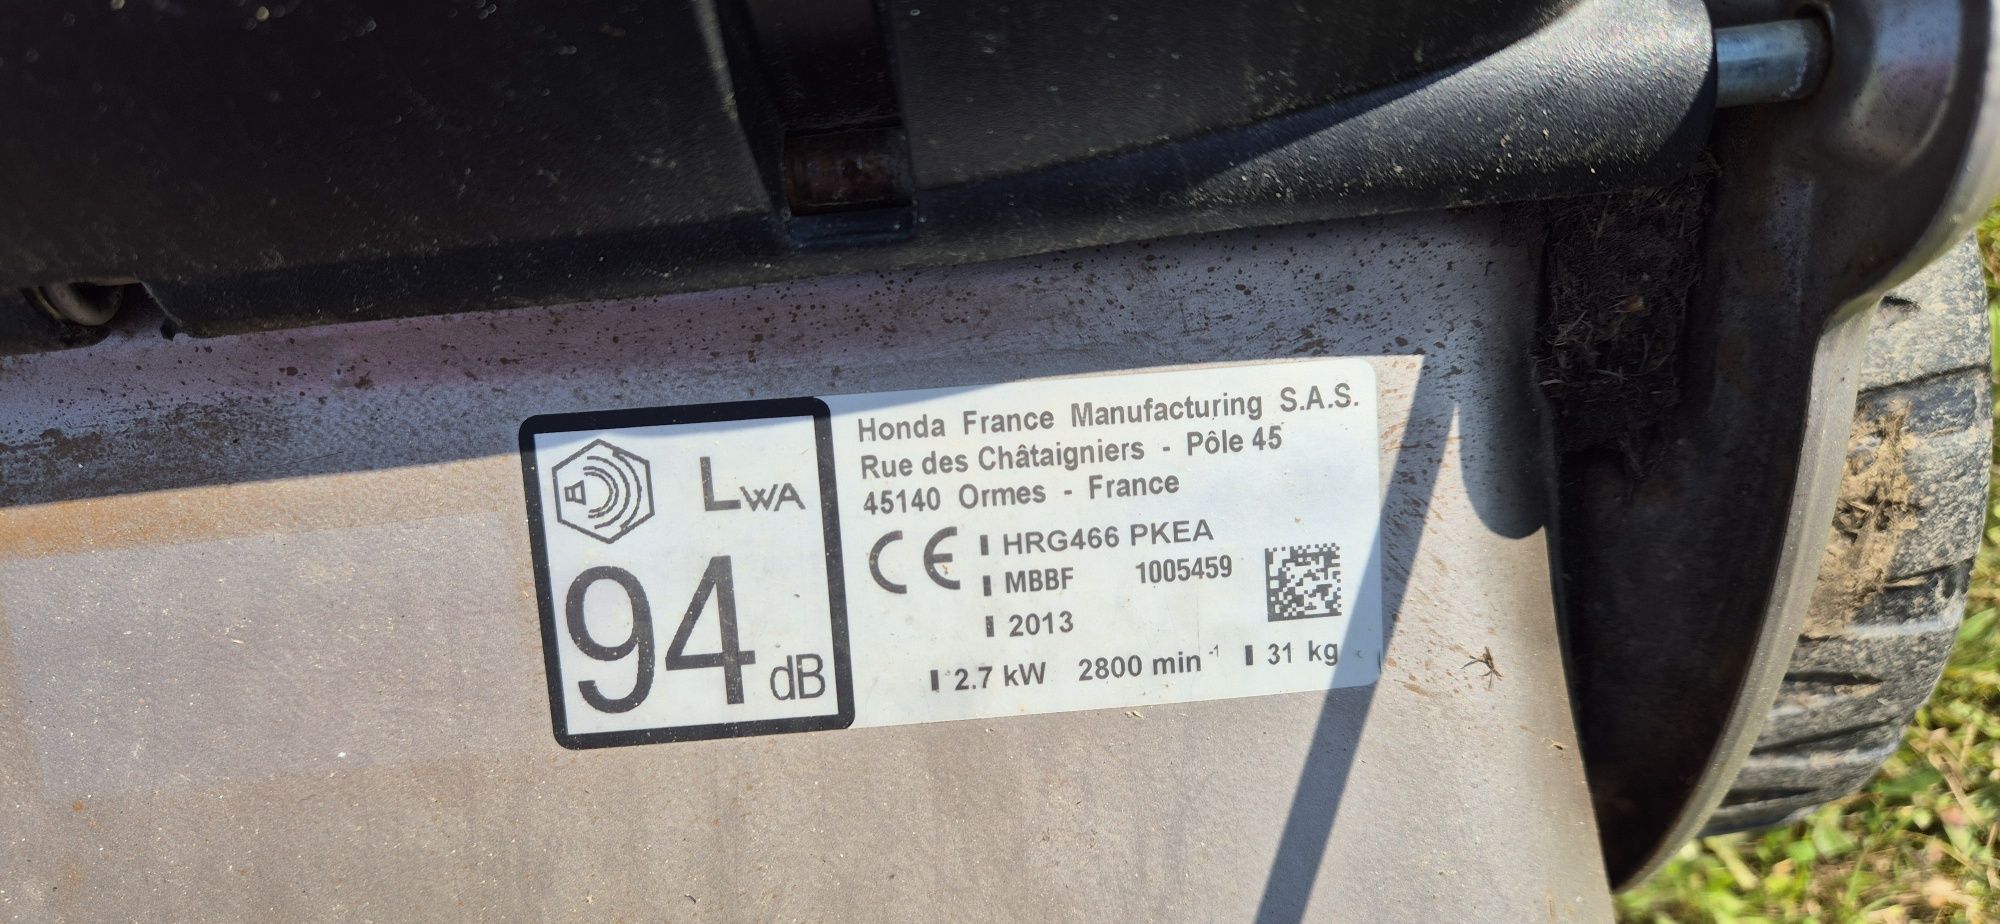 LWA
94 dB
Honda France Manufacturing S.A.S.
Rue des Châtaigniers - Pôle 45
45140 Ormes - France
CE
HRG466 PKEA
MBBF 1005459
2013
2.7 kW 2800 min⁻¹ 31 kg